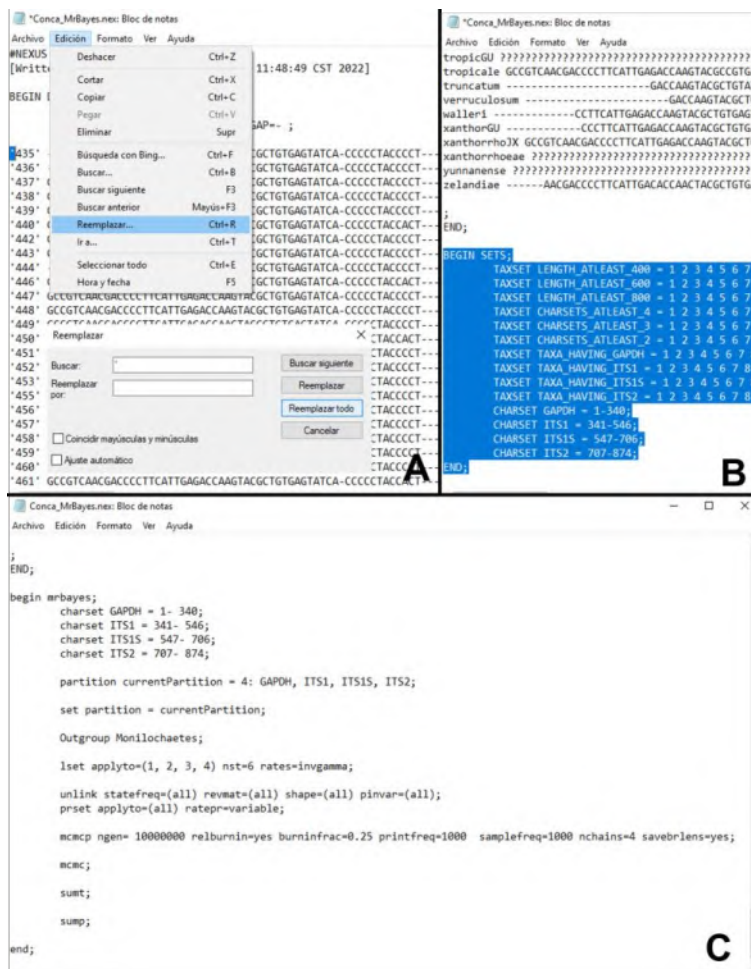 *Conca_MrBayes.nex: Bloc de notas
Archivo Edición Formato Ver Ayuda
#NEXUS
[Writte 11:48:49 CST 2022]
BEGIN
GAP=- ;
Deshacer Ctrl+Z
Cortar Ctrl+X
Copiar Ctrl+C
Pegar Ctrl+V
Eliminar Supr
Búsqueda con Bing... Ctrl+F
Buscar... Ctrl+B
Buscar siguiente F3
Buscar anterior Mayús+F3
Reemplazar... Ctrl+R
Ir a... Ctrl+T
Seleccionar todo Ctrl+E
Hora y fecha F5
'435' CGCTGTGAGTATCA-CCCCCTACCCCT---
'436'
'437'
'438'
'439'
'440'
'442'
'443'
'444'
'446'
'447' GCCGTCAACGACCCCTTCATTGAGACCAAGTACGCTGTGAGTATCA-CCCCCTACCCCT---
'448' GCCGTCAACGACCCCTTCATTGAGACCAAGTACGCTGTGAGTATCA-CCCCCTACCCCT---
'449'
'450'
'451'
'452'
'453'
'455'
'456'
'457'
'458'
'459'
'460'
'461' GCCGTCAACGACCCCTTCATTGAGACCAAGTACGCTGTGAGTATCA-CCCCCTACCACT---
Reemplazar
Buscar: '
Reemplazar por:
Buscar siguiente
Reemplazar
Reemplazar todo
Cancelar
Coincidir mayúsculas y minúsculas
Ajuste automático
A
*Conca_MrBayes.nex: Bloc de notas
Archivo Edición Formato Ver Ayuda
tropicGU
tropicale GCCGTCAACGACCCCTTCATTGAGACCAAGTACGCCGTG
truncatum GACCAAGTACGCTGTA
verruculosum GACCAAGTACGCT
walleri CCTTCATTGAGACCAAGTACGCTGTGAG
xanthorGU CCCTTCATTGAGACCAAGTACGCTGTG
xanthorrhoJX GCCGTCAACGACCCCTTCATTGAGACCAAGTACGCT
xanthorrhoeae
yunnanense
zelandiae ------AACGACCCCTTCATTGACACCAACTACGCTGTG
;
END;
BEGIN SETS;
TAXSET LENGTH_ATLEAST_400 = 1 2 3 4 5 6 7
TAXSET LENGTH_ATLEAST_600 = 1 2 3 4 5 6 7
TAXSET LENGTH_ATLEAST_800 = 1 2 3 4 5 6 7
TAXSET CHARSETS_ATLEAST_4 = 1 2 3 4 5 6 7
TAXSET CHARSETS_ATLEAST_3 = 1 2 3 4 5 6 7
TAXSET CHARSETS_ATLEAST_2 = 1 2 3 4 5 6 7
TAXSET TAXA_HAVING_GAPDH = 1 2 3 4 5 6 7
TAXSET TAXA_HAVING_ITS1 = 1 2 3 4 5 6 7 8
TAXSET TAXA_HAVING_ITS1S = 1 2 3 4 5 6 7
TAXSET TAXA_HAVING_ITS2 = 1 2 3 4 5 6 7 8
CHARSET GAPDH = 1-340;
CHARSET ITS1 = 341-546;
CHARSET ITS1S = 547-706;
CHARSET ITS2 = 707-874;
END;
B
Conca_MrBayes.nex: Bloc de notas
Archivo Edición Formato Ver Ayuda
;
END;
begin mrbayes;
charset GAPDH = 1- 340;
charset ITS1 = 341- 546;
charset ITS1S = 547- 706;
charset ITS2 = 707- 874;
partition currentPartition = 4: GAPDH, ITS1, ITS1S, ITS2;
set partition = currentPartition;
Outgroup Monilochaetes;
lset applyto=(1, 2, 3, 4) nst=6 rates=invgamma;
unlink statefreq=(all) revmat=(all) shape=(all) pinvar=(all);
prset applyto=(all) ratepr=variable;
mcmcp ngen= 10000000 relburnin=yes burninfrac=0.25 printfreq=1000 samplefreq=1000 nchains=4 savebrlens=yes;
mcmc;
sumt;
sump;
end;
C